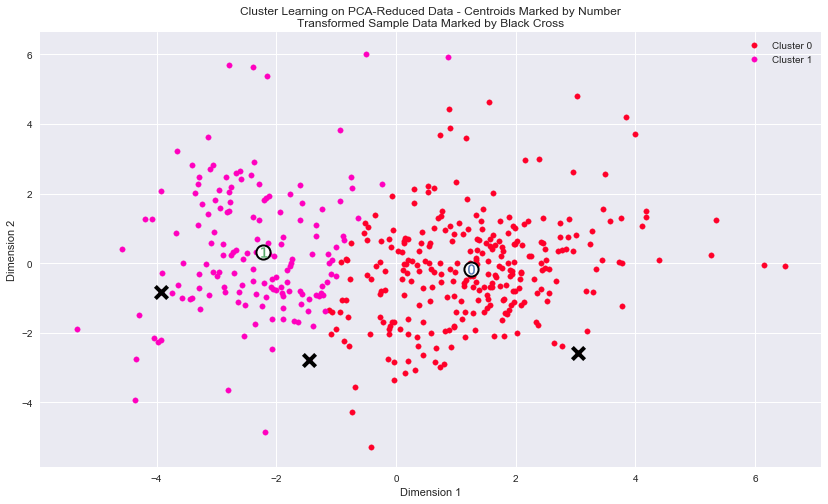 Cluster Learning on PCA-Reduced Data - Centroids Marked by Number
Transformed Sample Data Marked by Black Cross
Cluster 0
Cluster 1
6
4
2
0
−2
−4
Dimension 2
1
0
−4
−2
0
2
4
6
Dimension 1